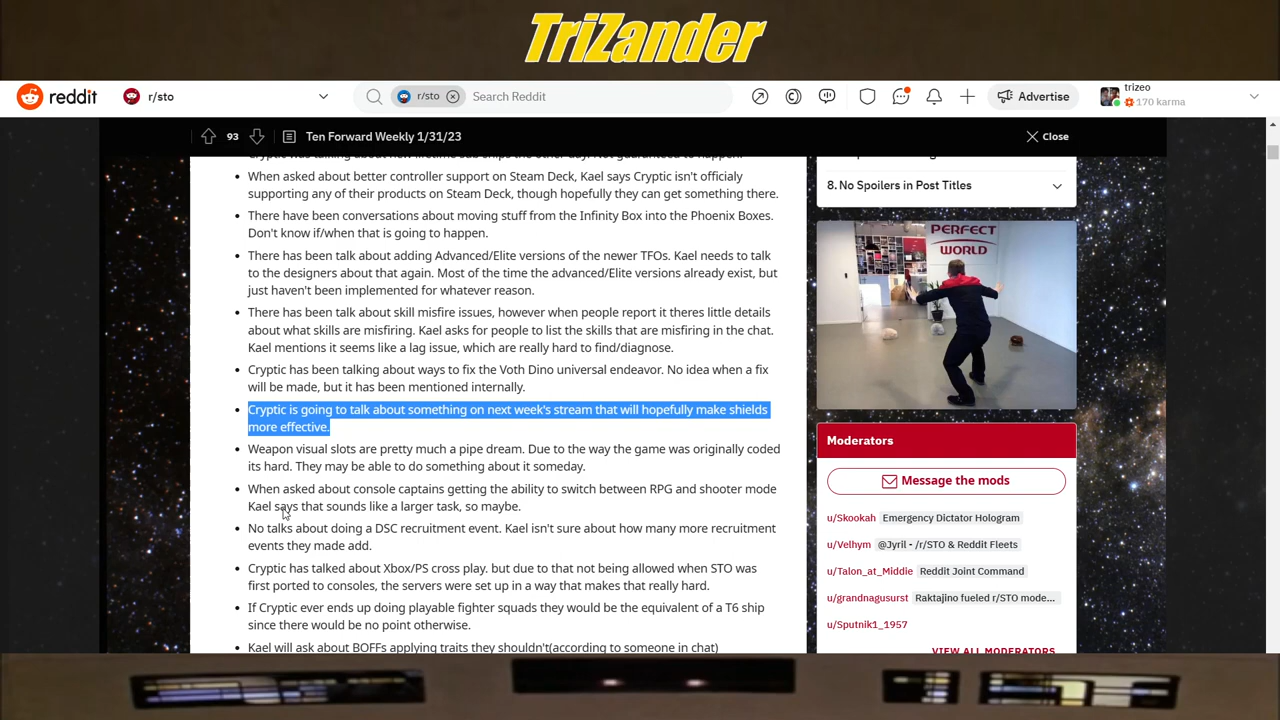 TriZander
reddit
r/sto
r/sto
Search Reddit
Advertise
trizeo
170 karma
93
Ten Forward Weekly 1/31/23
Close
When asked about better controller support on Steam Deck, Kael says Cryptic isn't officialy
supporting any of their products on Steam Deck, though hopefully they can get something there.
There have been conversations about moving stuff from the Infinity Box into the Phoenix Boxes.
Don't know if/when that is going to happen.
There has been talk about adding Advanced/Elite versions of the newer TFOs. Kael needs to talk
to the designers about that again. Most of the time the advanced/Elite versions already exist, but
just haven't been implemented for whatever reason.
There has been talk about skill misfire issues, however when people report it theres little details
about what skills are misfiring. Kael asks for people to list the skills that are misfiring in the chat.
Kael mentions it seems like a lag issue, which are really hard to find/diagnose.
Cryptic has been talking about ways to fix the Voth Dino universal endeavor. No idea when a fix
will be made, but it has been mentioned internally.
Cryptic is going to talk about something on next week's stream that will hopefully make shields
more effective.
Weapon visual slots are pretty much a pipe dream. Due to the way the game was originally coded
its hard. They may be able to do something about it someday.
When asked about console captains getting the ability to switch between RPG and shooter mode
Kael says that sounds like a larger task, so maybe.
No talks about doing a DSC recruitment event. Kael isn't sure about how many more recruitment
events they made add.
Cryptic has talked about Xbox/PS cross play. but due to that not being allowed when STO was
first ported to consoles, the servers were set up in a way that makes that really hard.
If Cryptic ever ends up doing playable fighter squads they would be the equivalent of a T6 ship
since there would be no point otherwise.
Kael will ask about BOFFs applying traits they shouldn't(according to someone in chat)
8. No Spoilers in Post Titles
PERFECT
WORLD
Moderators
Message the mods
u/Skookah Emergency Dictator Hologram
u/Velhym @Jyril - /r/STO & Reddit Fleets
u/Talon_at_Middie Reddit Joint Command
u/grandnagusurst Raktajino fueled r/STO mode...
u/Sputnik1_1957
VIEW ALL MODERATORS